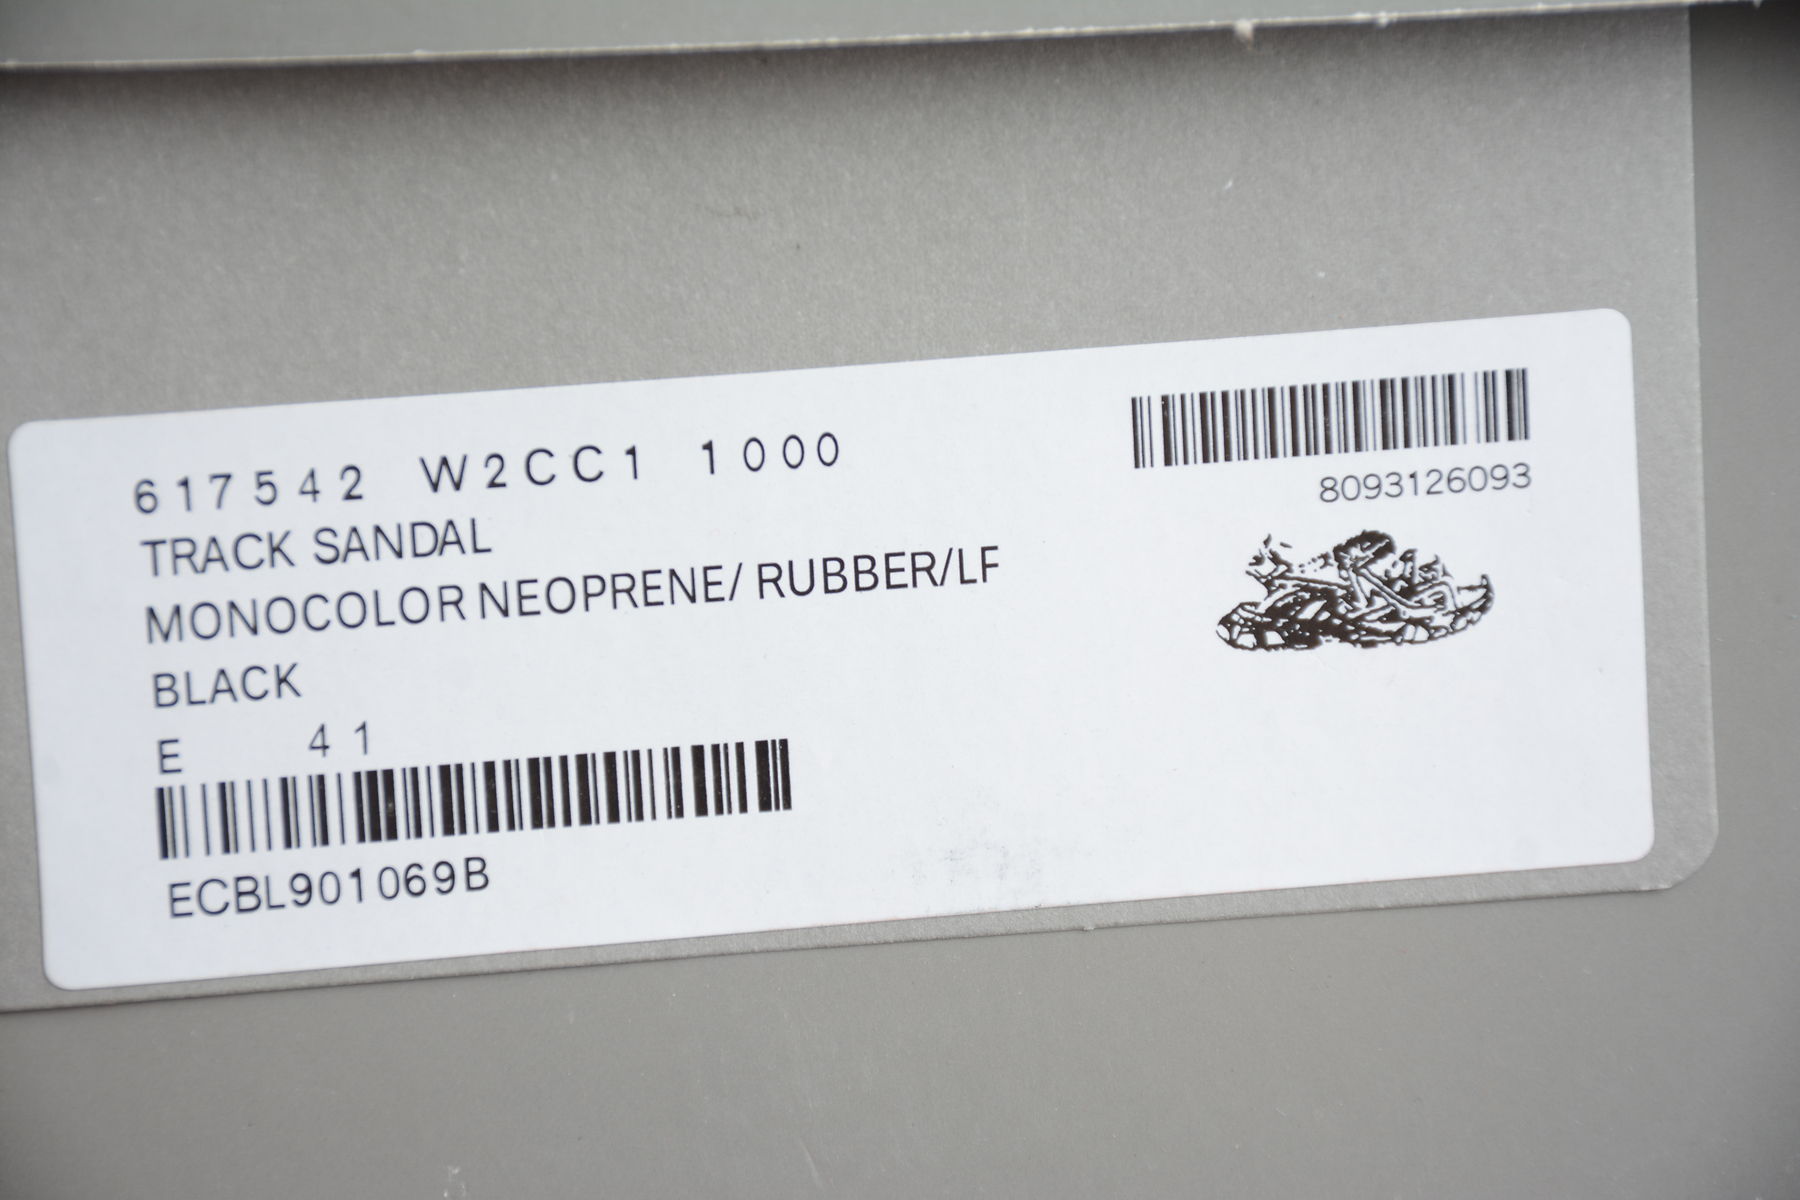 617542 W2CC1 1000
TRACK SANDAL
MONOCOLOR NEOPRENE/ RUBBER/LF
BLACK
E 41
ECBL901069B
8093126093